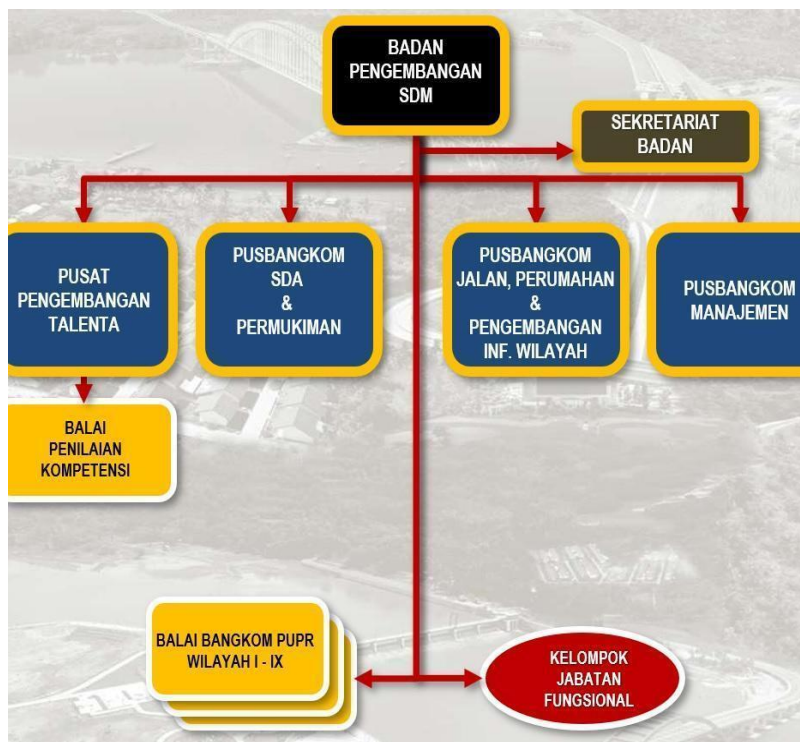 BADAN
PENGEMBANGAN
SDM
SEKRETARIAT
BADAN
PUSAT
PENGEMBANGAN
TALENTA
PUSBANGKOM
SDA
&
PERMUKIMAN
PUSBANGKOM
JALAN, PERUMAHAN
&
PENGEMBANGAN
INF. WILAYAH
PUSBANGKOM
MANAJEMEN
BALAI
PENILAIAN
KOMPETENSI
BALAI BANGKOM PUPR
WILAYAH I - IX
KELOMPOK
JABATAN
FUNGSIONAL